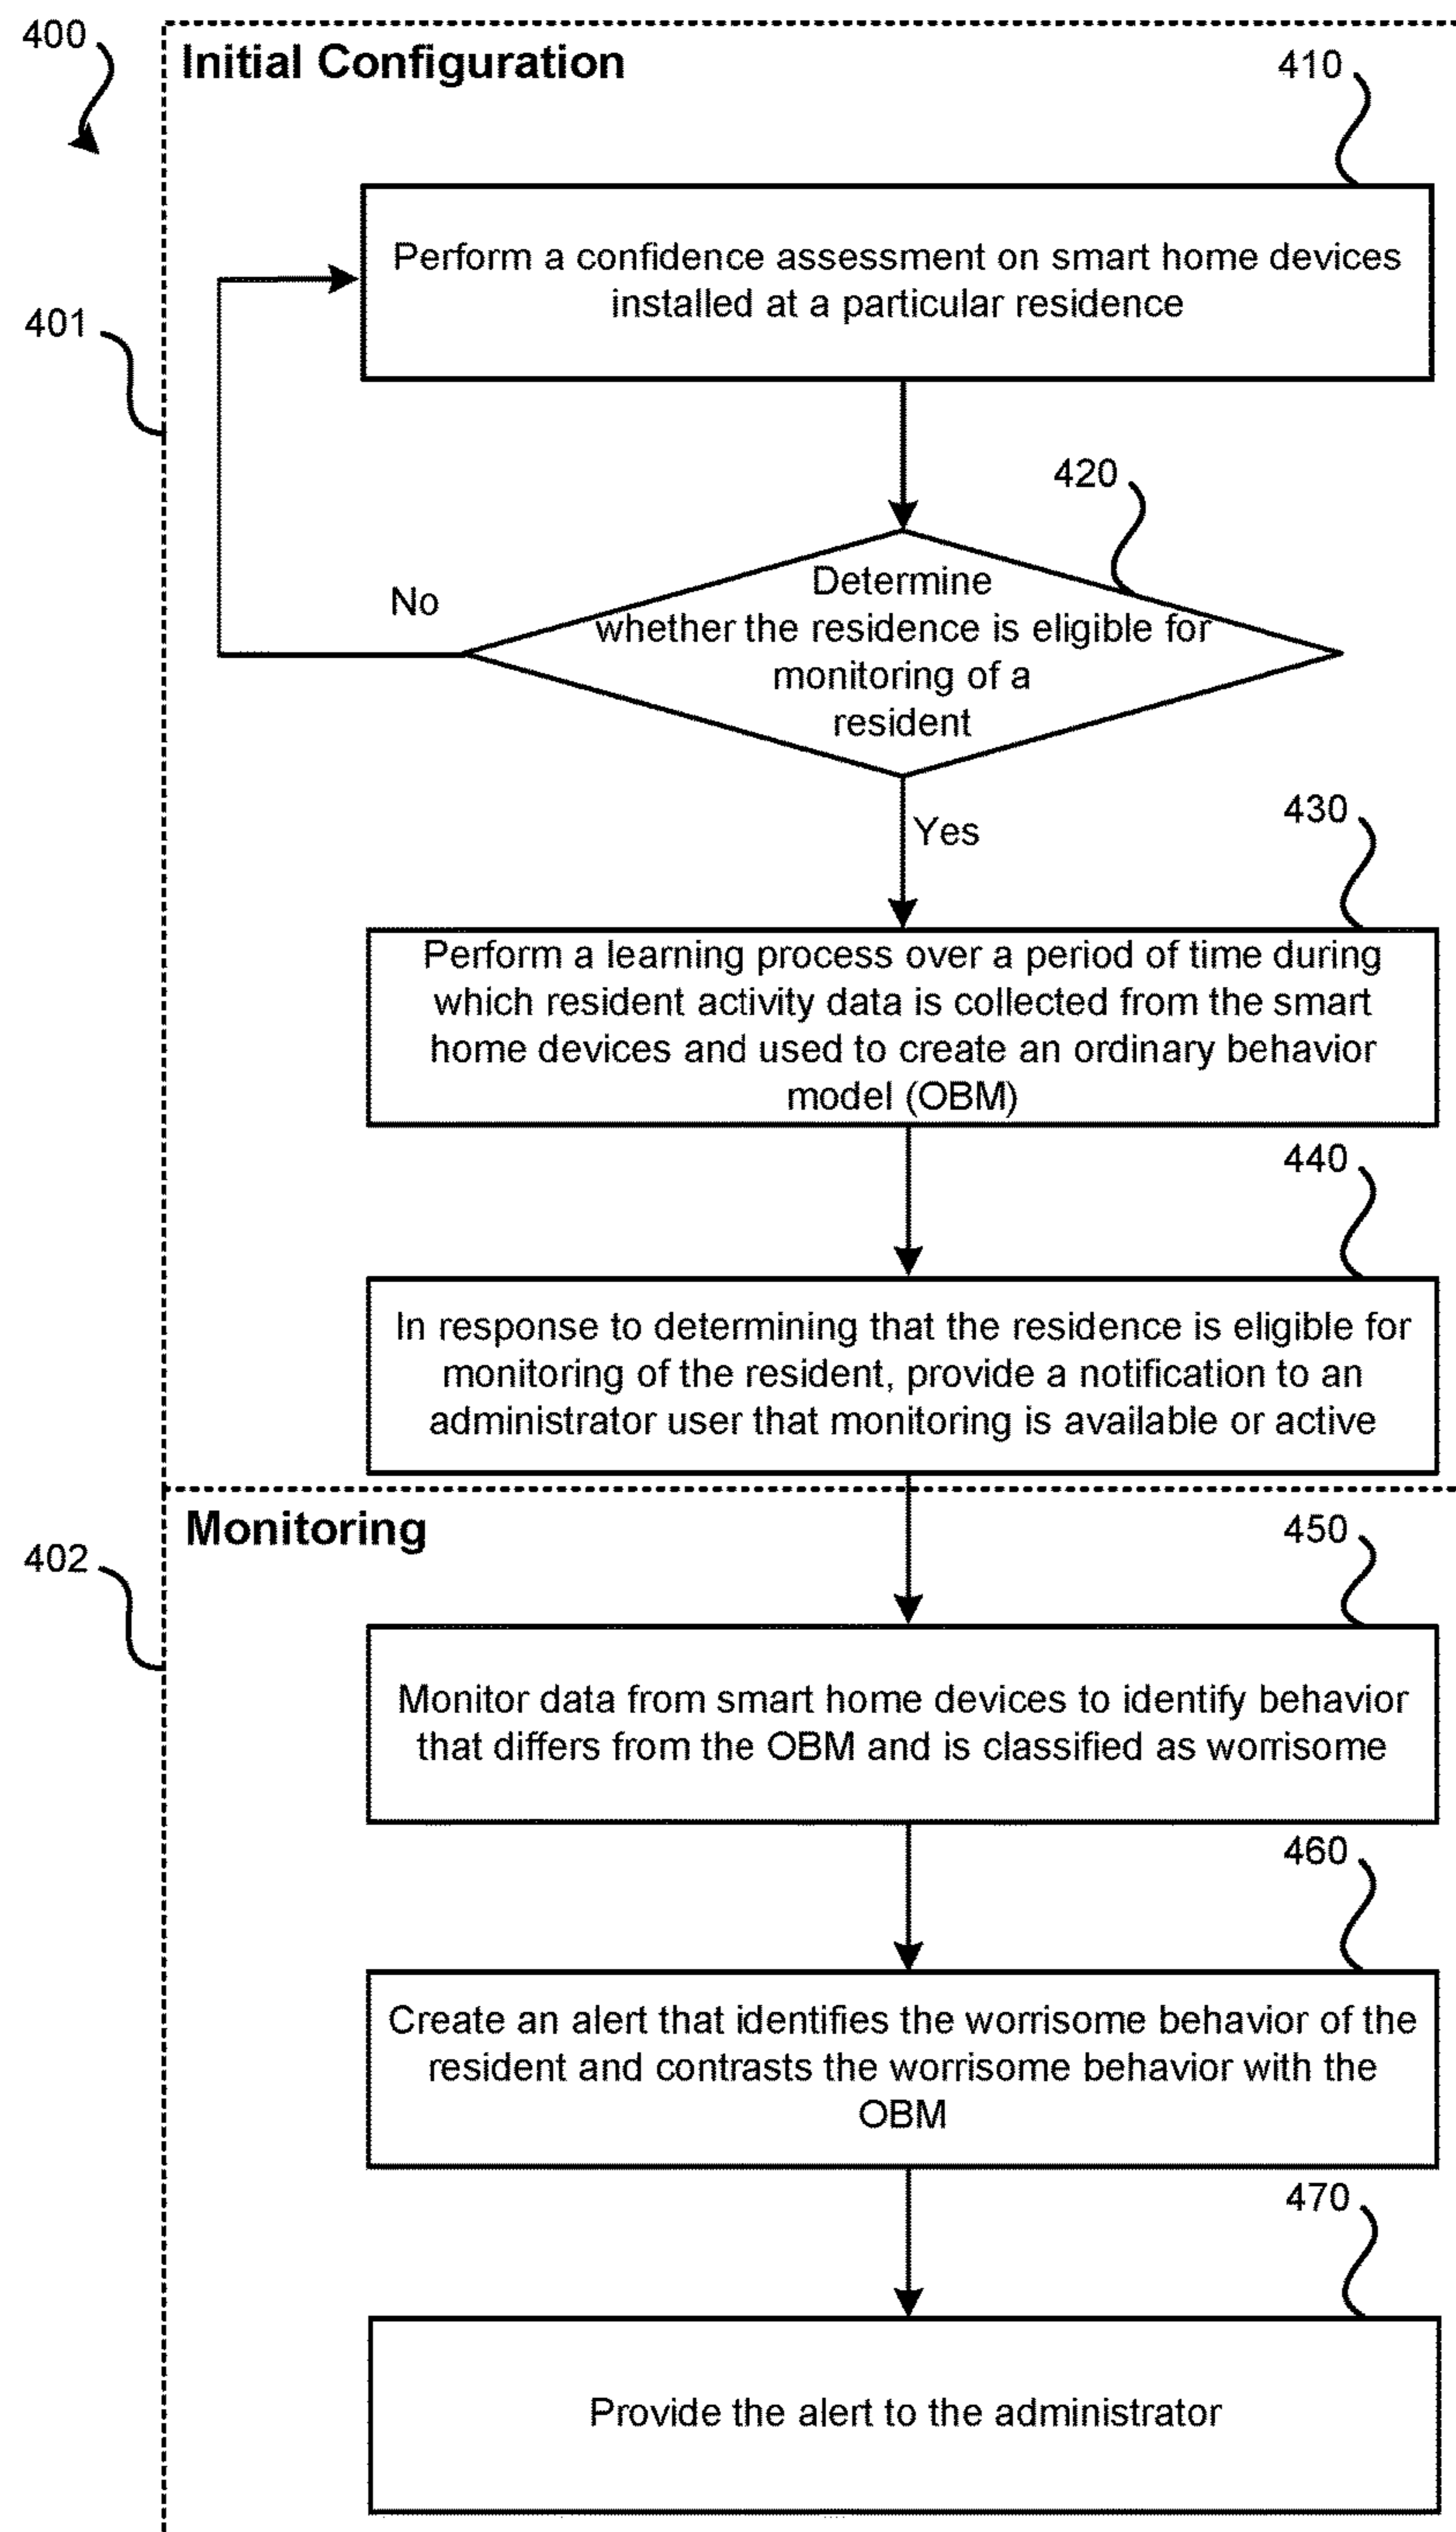 400
Initial Configuration
410
Perform a confidence assessment on smart home devices
installed at a particular residence
401
420
No
Determine
whether the residence is eligible for
monitoring of a
resident
Yes
430
Perform a learning process over a period of time during
which resident activity data is collected from the smart
home devices and used to create an ordinary behavior
model (OBM)
440
In response to determining that the residence is eligible for
monitoring of the resident, provide a notification to an
administrator user that monitoring is available or active
Monitoring
402
450
Monitor data from smart home devices to identify behavior
that differs from the OBM and is classified as worrisome
460
Create an alert that identifies the worrisome behavior of the
resident and contrasts the worrisome behavior with the
OBM
470
Provide the alert to the administrator